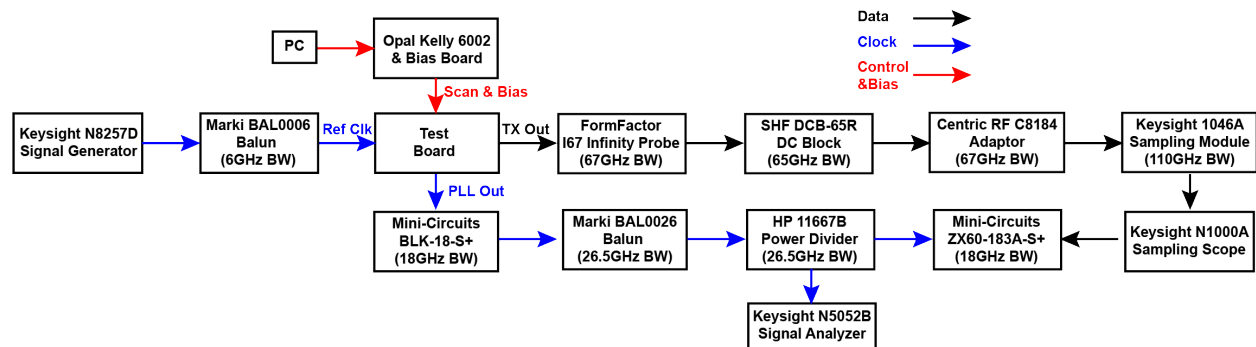 Data
Clock
Control
&Bias
PC
Opal Kelly 6002
& Bias Board
Scan & Bias
Keysight N8257D
Signal Generator
Marki BAL0006
Balun
(6GHz BW)
Ref Clk
Test
Board
TX Out
FormFactor
I67 Infinity Probe
(67GHz BW)
SHF DCB-65R
DC Block
(65GHz BW)
Centric RF C8184
Adaptor
(67GHz BW)
Keysight 1046A
Sampling Module
(110GHz BW)
PLL Out
Mini-Circuits
BLK-18-S+
(18GHz BW)
Marki BAL0026
Balun
(26.5GHz BW)
HP 11667B
Power Divider
(26.5GHz BW)
Mini-Circuits
ZX60-183A-S+
(18GHz BW)
Keysight N1000A
Sampling Scope
Keysight N5052B
Signal Analyzer